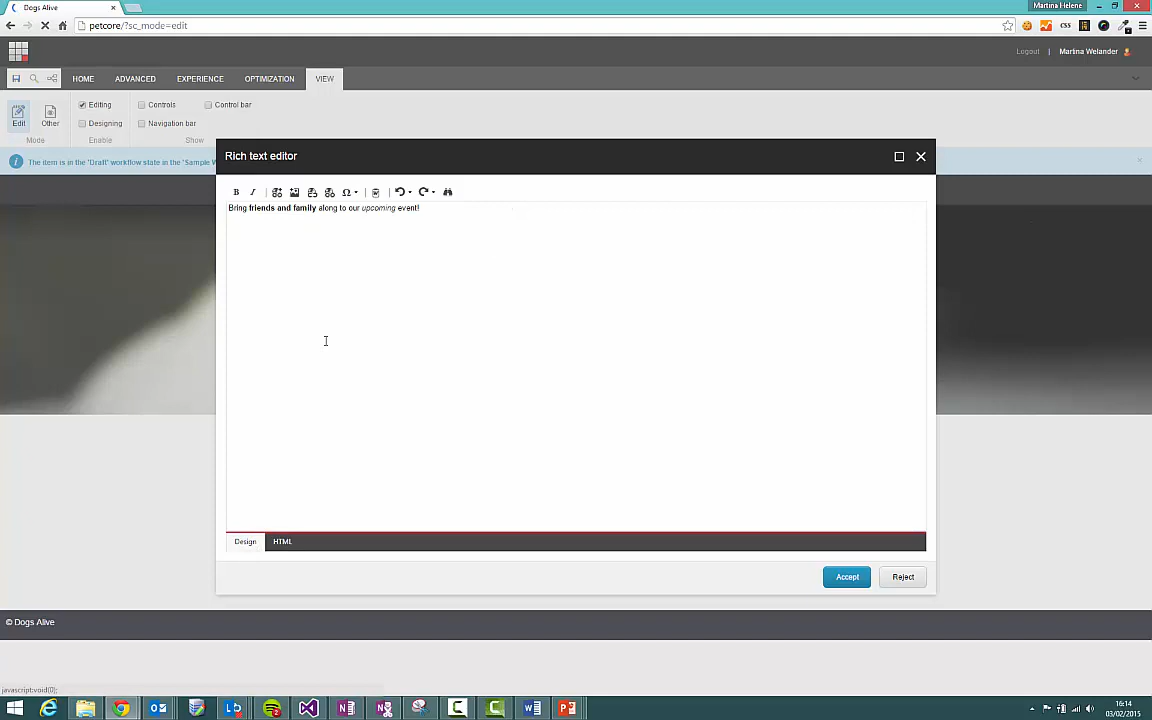 Dogs Alive
Martina Helene
petcore/?sc_mode=edit
CSS
Logout | Martina Welander
HOME ADVANCED EXPERIENCE OPTIMIZATION VIEW
Edit Other
Editing Controls Control bar
Designing Navigation bar
Mode Enable Show
The item is in the 'Draft' workflow state in the 'Sample W
Rich text editor
B I Ω
Bring friends and family along to our upcoming event!
Design HTML
Accept Reject
© Dogs Alive
javascript:void(0);
16:14
03/02/2015